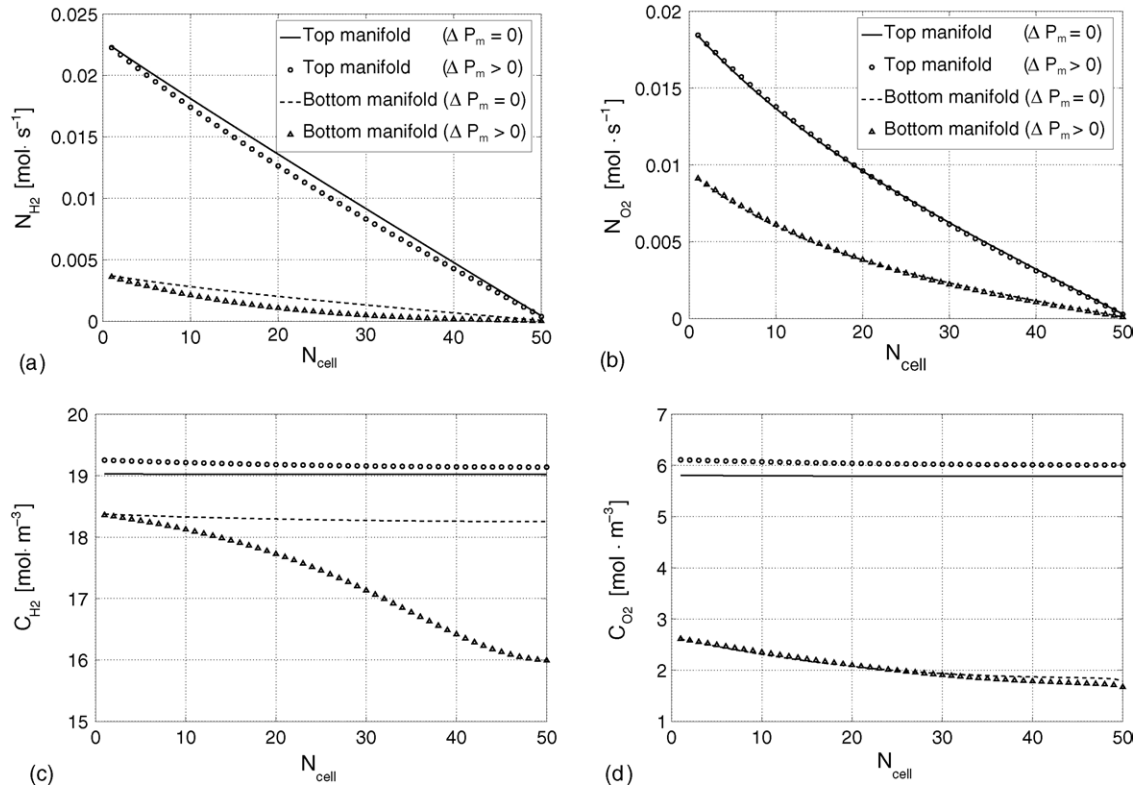 0.025
0.02
0.015
0.01
0.005
0
N_H2 [mol· s⁻¹]
Top manifold (Δ P_m = 0)
Top manifold (Δ P_m > 0)
Bottom manifold (Δ P_m = 0)
Bottom manifold (Δ P_m > 0)
0 10 20 30 40 50
N_cell
(a)
0.02
0.015
0.01
0.005
0
N_O2 [mol· s⁻¹]
Top manifold (Δ P_m = 0)
Top manifold (Δ P_m > 0)
Bottom manifold (Δ P_m = 0)
Bottom manifold (Δ P_m > 0)
0 10 20 30 40 50
N_cell
(b)
20
19
18
17
16
15
C_H2 [mol · m⁻³]
0 10 20 30 40 50
N_cell
(c)
7
6
5
4
3
2
1
C_O2 [mol · m⁻³]
0 10 20 30 40 50
N_cell
(d)